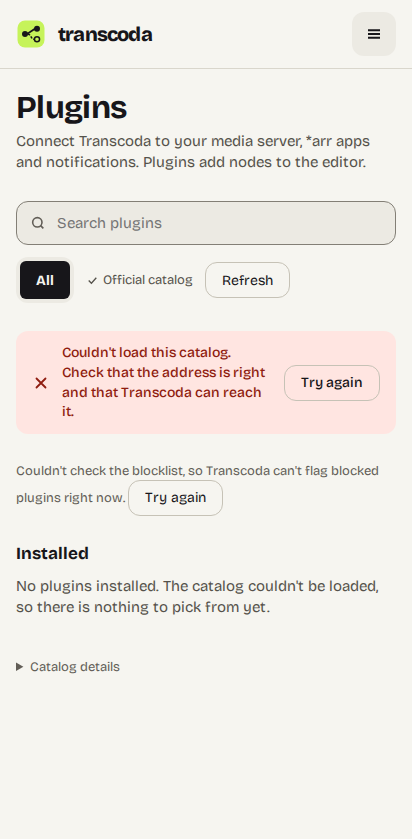 transcoda
Plugins
Connect Transcoda to your media server, *arr apps
and notifications. Plugins add nodes to the editor.
Search plugins
All
Official catalog
Refresh
Couldn't load this catalog.
Check that the address is right
and that Transcoda can reach
it.
Try again
Couldn't check the blocklist, so Transcoda can't flag blocked
plugins right now. Try again
Installed
No plugins installed. The catalog couldn't be loaded,
so there is nothing to pick from yet.
Catalog details